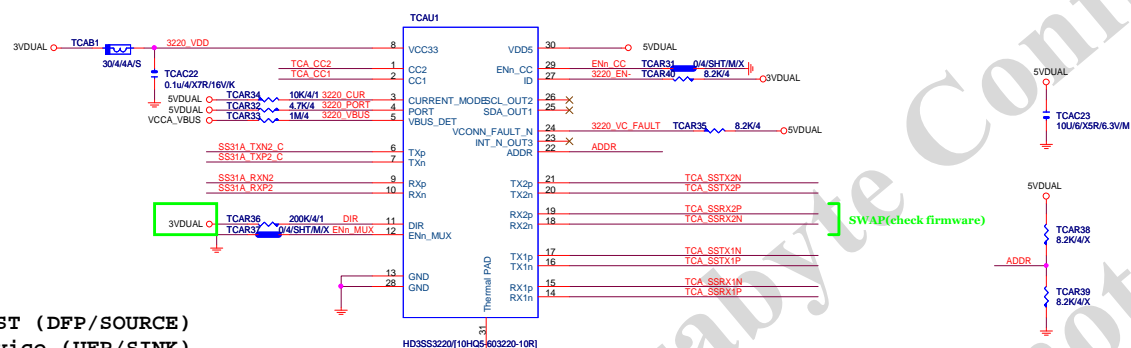 TCAU1
3VDUAL
TCAB1
3220_VDD
30/4/4A/S
8
VCC33
VDD5
30
5VDUAL
TCAC22
0.1u/4/X7R/16V/K
TCA_CC2
TCA_CC1
1
2
CC2
CC1
ENn_CC
ID
29
27
ENn_CC
3220_EN-
TCAR31
0/4/SHT/M/X
TCAR40
8.2K/4
3VDUAL
5VDUAL
TCAR34
10K/4/1
3220_CUR
3
CURRENT_MODE
SCL_OUT2
26
5VDUAL
TCAR32
4.7K/4
3220_PORT
4
PORT
SDA_OUT1
25
VCCA_VBUS
TCAR33
1M/4
3220_VBUS
5
VBUS_DET
VCONN_FAULT_N
24
3220_VC_FAULT
TCAR35
8.2K/4
5VDUAL
INT_N_OUT3
23
ADDR
22
ADDR
SS31A_TXN2_C
SS31A_TXP2_C
6
7
TXp
TXn
SS31A_RXN2
SS31A_RXP2
9
10
RXp
RXn
TX2p
TX2n
21
20
TCA_SSTX2N
TCA_SSTX2P
RX2p
RX2n
19
18
TCA_SSRX2P
TCA_SSRX2N
SWAP(check firmware)
3VDUAL
TCAR36
200K/4/1
DIR
11
DIR
TCAR37
0/4/SHT/M/X
ENn_MUX
12
ENn_MUX
TX1p
TX1n
17
16
TCA_SSTX1N
TCA_SSTX1P
RX1p
RX1n
15
14
TCA_SSRX1N
TCA_SSRX1P
13
28
GND
GND
Thermal PAD
31
HD3SS3220/[10HQ5-603220-10R]
5VDUAL
TCAC23
10U/6/X5R/6.3V/M
5VDUAL
TCAR38
8.2K/4/X
ADDR
TCAR39
8.2K/4/X
ST (DFP/SOURCE)
vice (UFP/SINK)